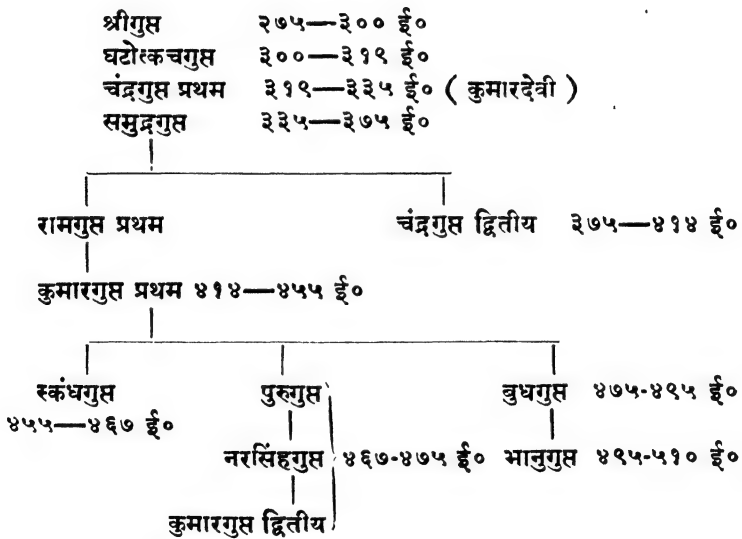 श्रीगुप्त २७५—३०० ई०
घटोत्कचगुप्त ३००—३१९ ई०
चंद्रगुप्त प्रथम ३१९—३३५ ई० ( कुमारदेवी )
समुद्रगुप्त ३३५—३७५ ई०
रामगुप्त प्रथम चंद्रगुप्त द्वितीय ३७५—४१४ ई०
कुमारगुप्त प्रथम ४१४—४५५ ई०
स्कंधगुप्त पुरुगुप्त बुधगुप्त ४७५-४९५ ई०
४५५—४६७ ई०
नरसिंहगुप्त ४६७-४७५ ई० भानुगुप्त ४९५-५१० ई०
कुमारगुप्त द्वितीय